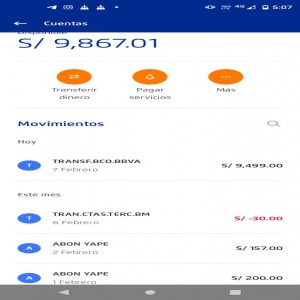 5:07
Cuentas
Disponible
S/ 9,867.01
Transferir dinero
Pagar servicios
Más
Movimientos
Hoy
T
TRANSF.BCO.BBVA
7 Febrero
S/ 9,499.00
Este mes
T
TRAN.CTAS.TERC.BM
6 Febrero
S/ -30.00
A
ABON YAPE
2 Febrero
S/ 157.00
A
ABON YAPE
1 Febrero
S/ 200.00